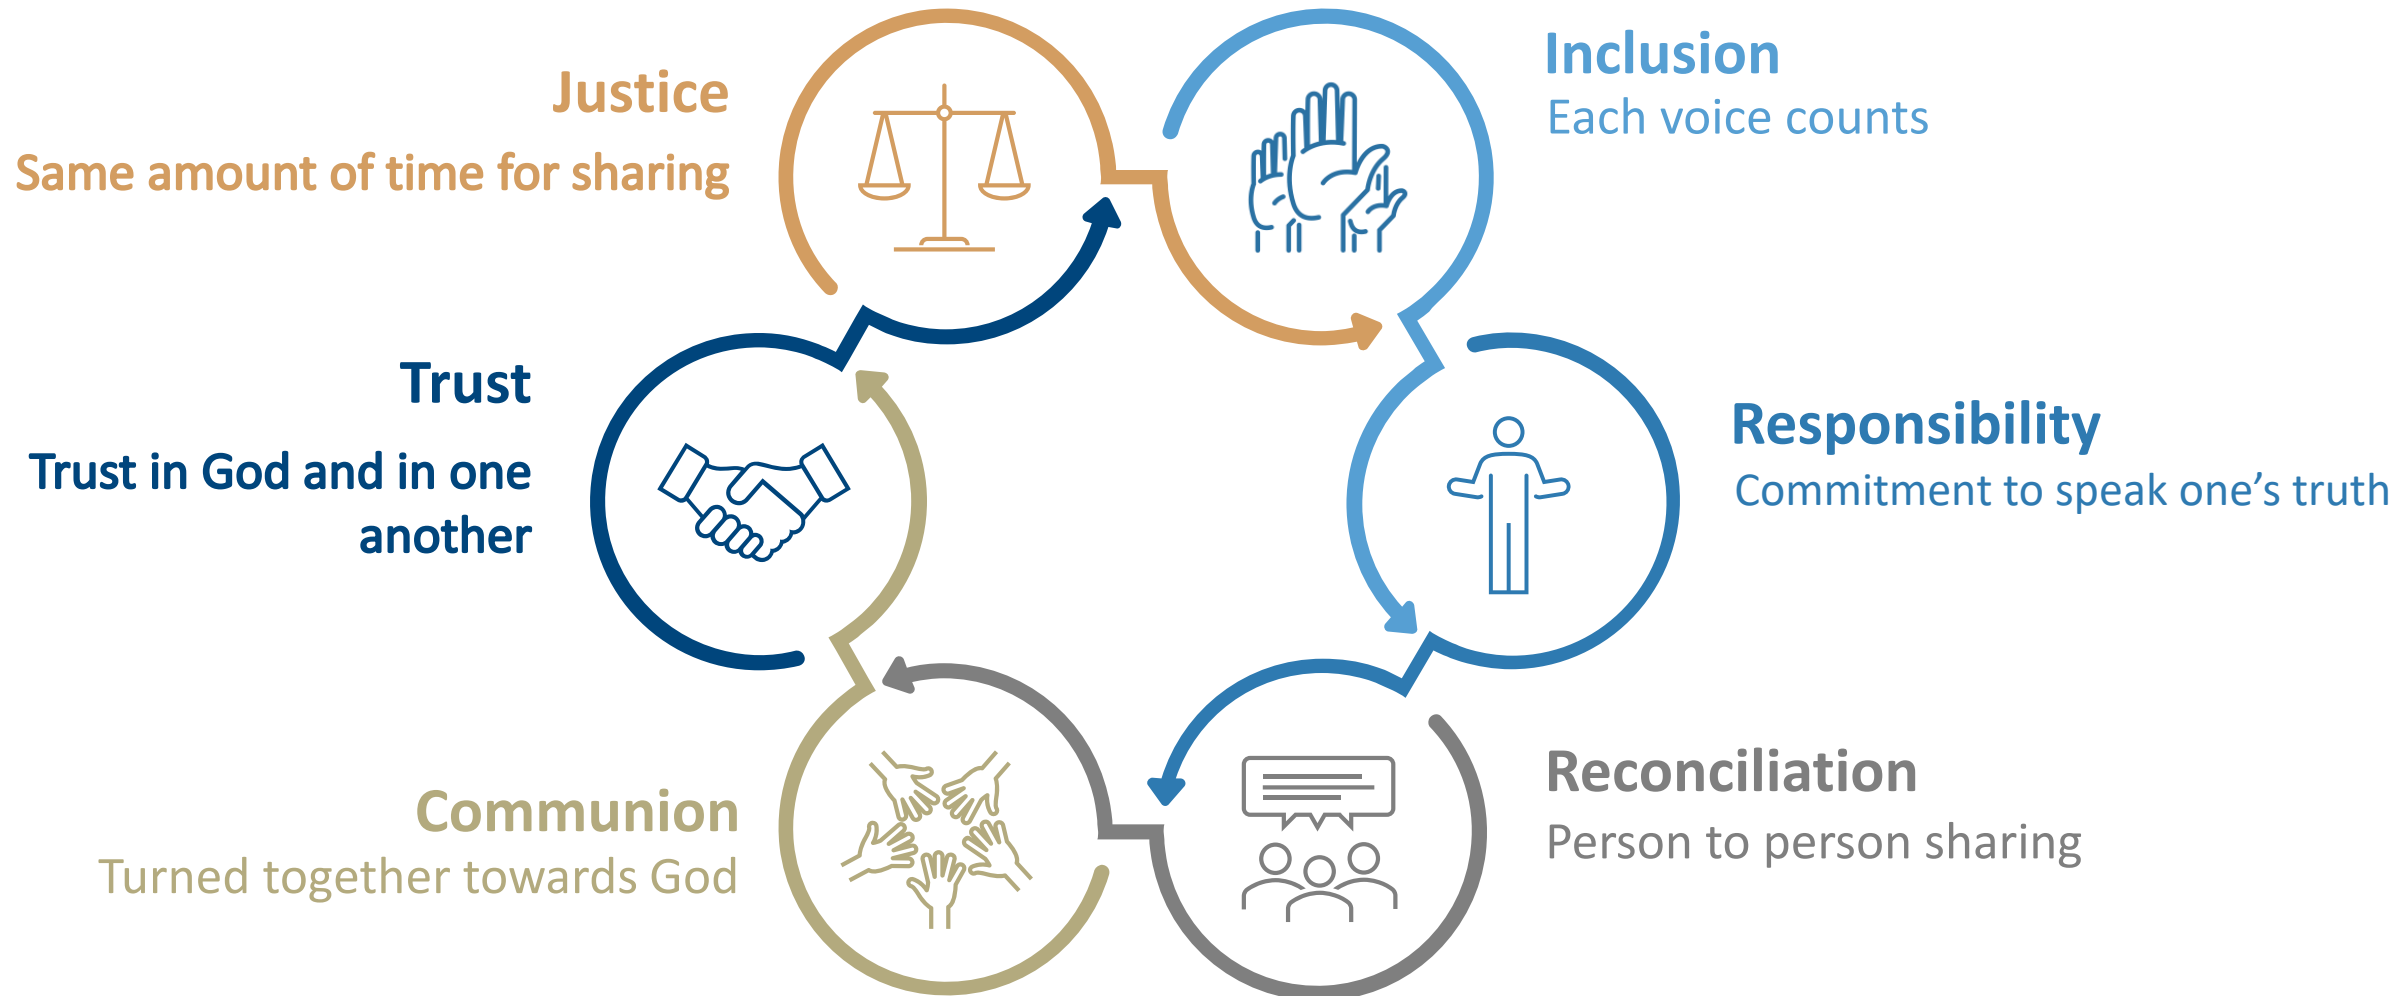 Justice
Same amount of time for sharing
Inclusion
Each voice counts
Trust
Trust in God and in one
another
Responsibility
Commitment to speak one’s truth
Communion
Turned together towards God
Reconciliation
Person to person sharing